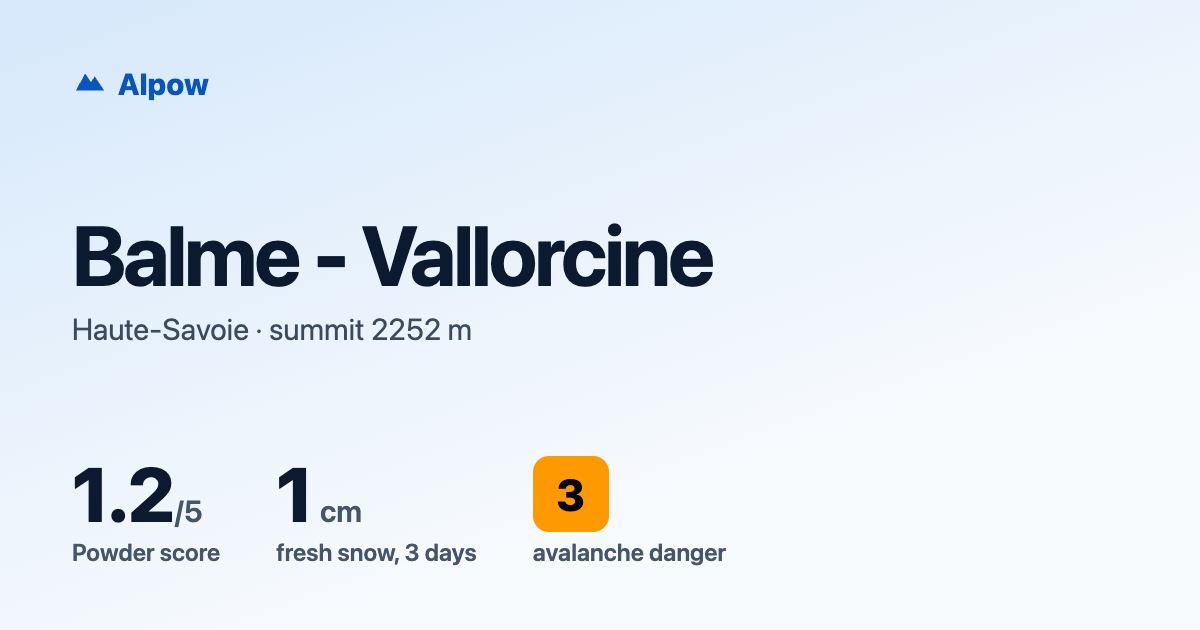 Alpow
Balme - Vallorcine
Haute-Savoie · summit 2252 m
1.2/5 1 cm 3
Powder score fresh snow, 3 days avalanche danger